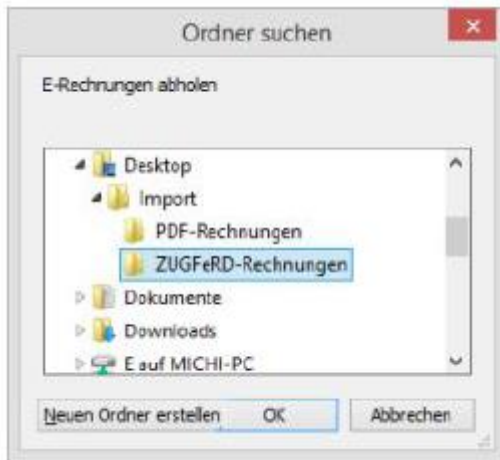 Ordner suchen
E-Rechnungen abholen
Desktop
Import
PDF-Rechnungen
ZUGFeRD-Rechnungen
Dokumente
Downloads
E auf MICHI-PC
Neuen Ordner erstellen OK Abbrechen